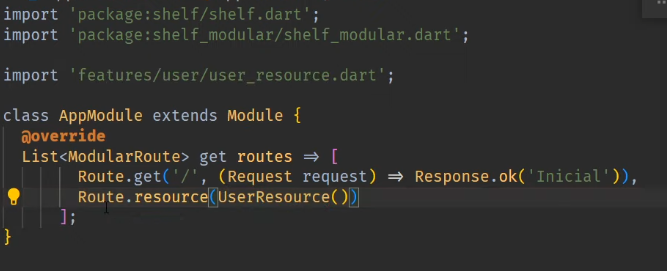 import 'package:shelf/shelf.dart';
import 'package:shelf_modular/shelf_modular.dart';
import 'features/user/user_resource.dart';
class AppModule extends Module {
@override
List<ModularRoute> get routes => [
Route.get('/', (Request request) => Response.ok('Inicial')),
Route.resource(UserResource())
];
}